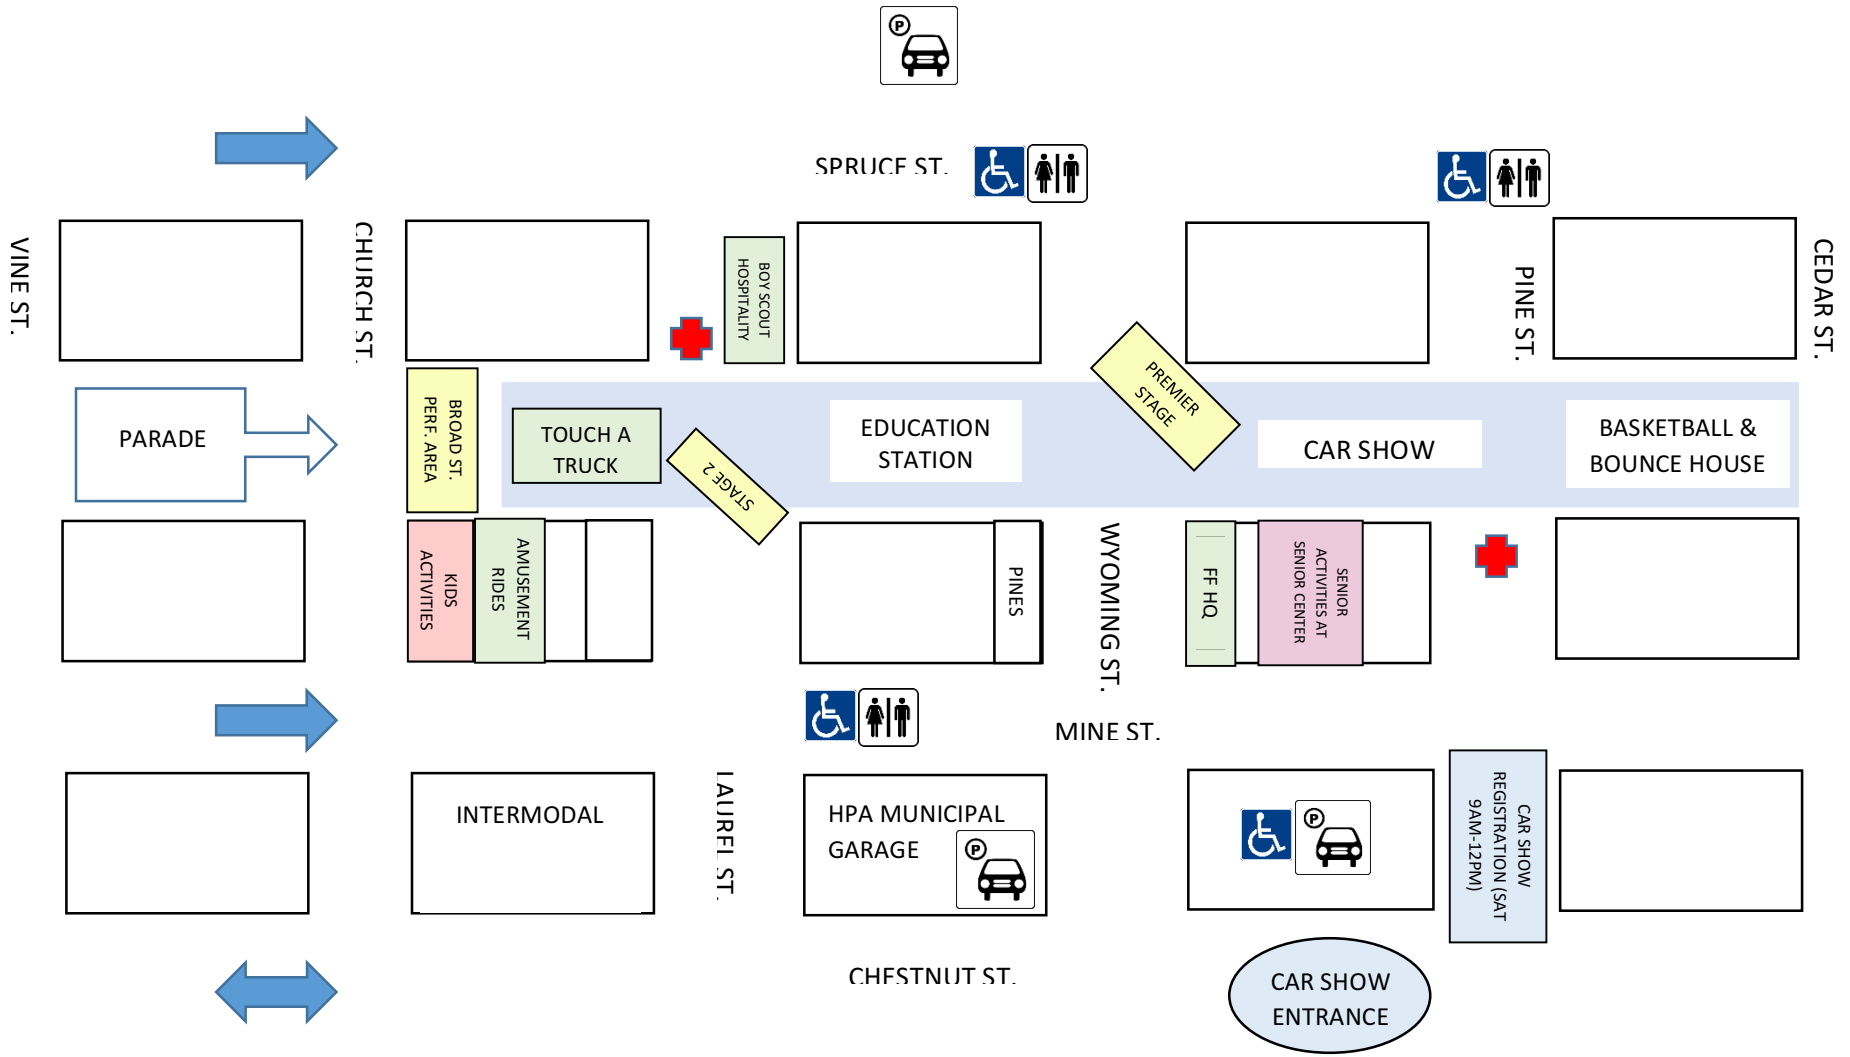 P
SPRUCE ST.
VINE ST.
CHURCH ST.
BOY SCOUT
HOSPITALITY
PINE ST.
CEDAR ST.
PARADE
BROAD ST.
PERF. AREA
TOUCH A
TRUCK
STAGE 2
EDUCATION
STATION
PREMIER
STAGE
CAR SHOW
BASKETBALL &
BOUNCE HOUSE
KIDS
ACTIVITIES
AMUSEMENT
RIDES
PINES
WYOMING ST.
FF HQ
SENIOR
ACTIVITIES AT
SENIOR CENTER
MINE ST.
INTERMODAL
LAUREL ST.
HPA MUNICIPAL
GARAGE
P
P
CAR SHOW
REGISTRATION (SAT
9AM-12PM)
CHESTNUT ST.
CAR SHOW
ENTRANCE